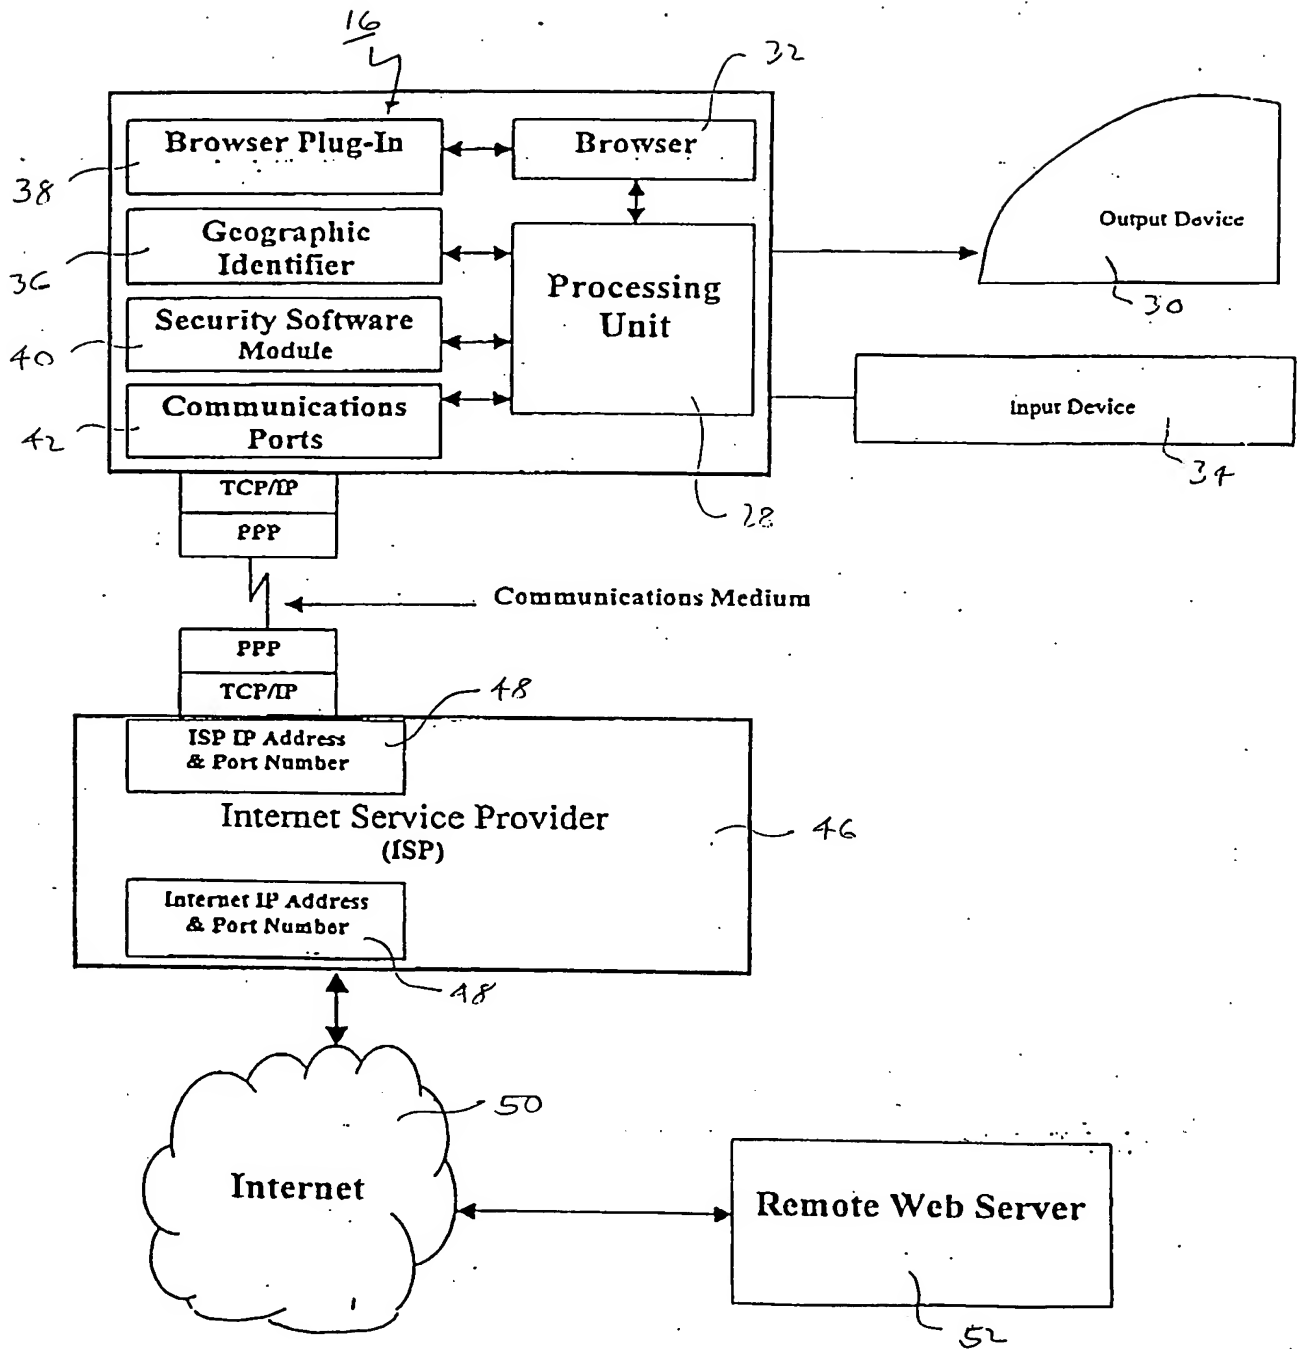 16
32
Browser Plug-In
Browser
38
Output Device
Geographic
Identifier
36
Processing
Unit
30
Security Software
Module
40
Input Device
Communications
Ports
42
34
28
TCP/IP
PPP
Communications Medium
PPP
TCP/IP
48
ISP IP Address
& Port Number
Internet Service Provider
(ISP)
46
Internet IP Address
& Port Number
48
50
Internet
Remote Web Server
52